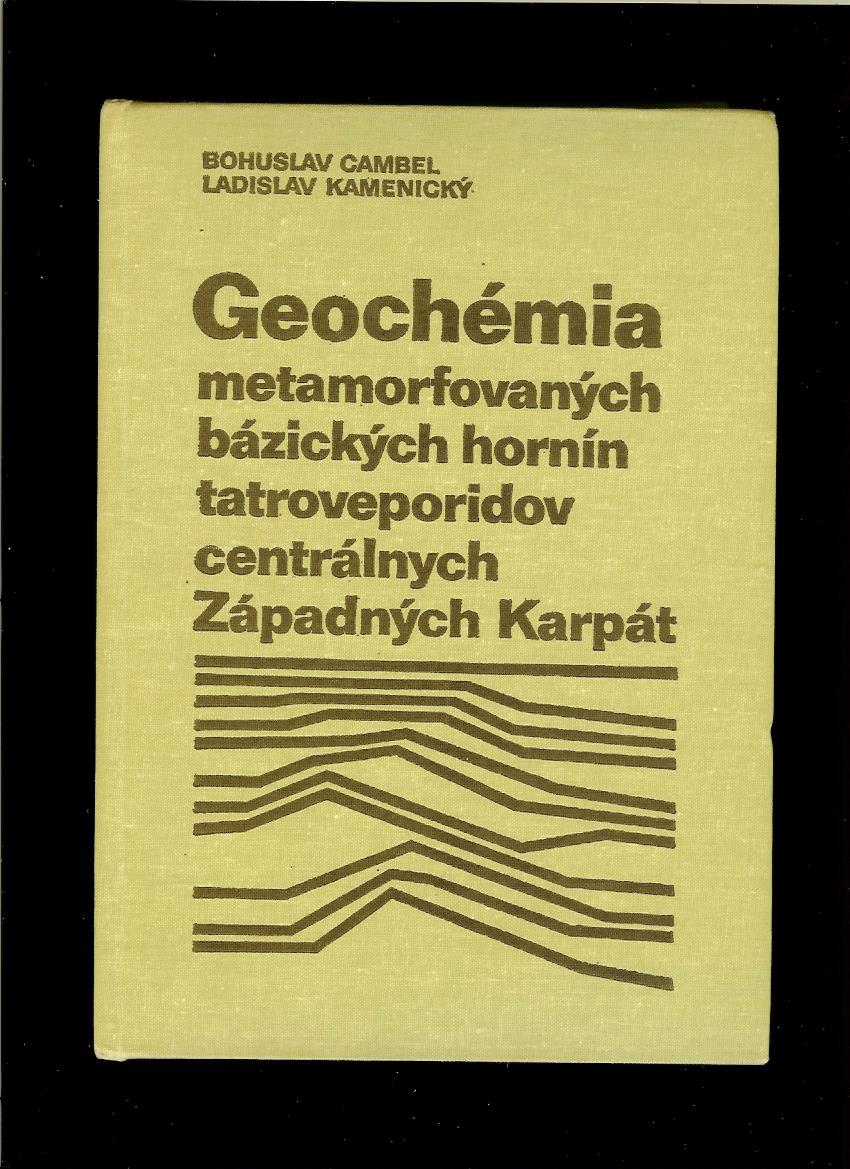 BOHUSLAV CAMBEL
LADISLAV KAMENICKÝ
Geochémia
metamorfovaných
bázických hornín
tatroveporidov
centrálnych
Západných Karpát